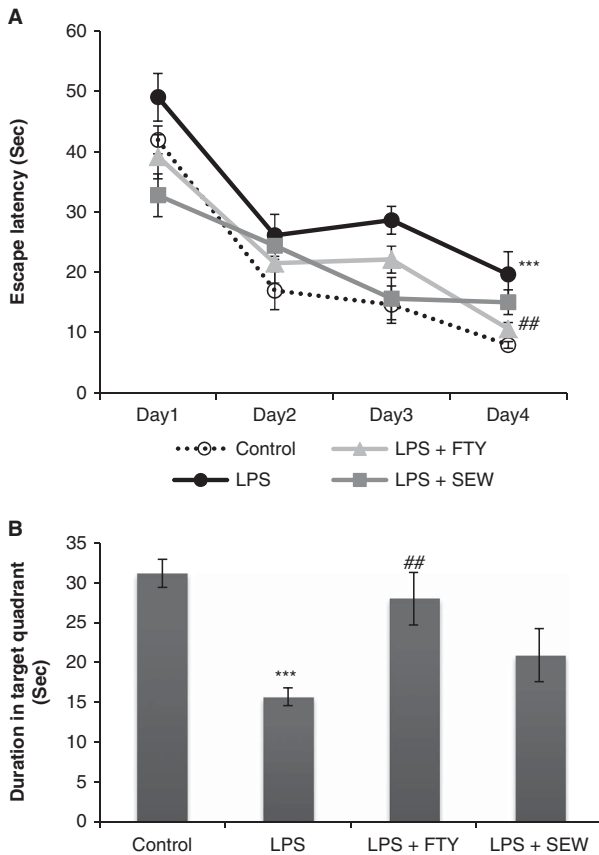 A
60
50
40
30
20
10
0
Escape latency (Sec)
***
##
Day1 Day2 Day3 Day4
Control LPS + FTY
LPS LPS + SEW
B
35
30
25
20
15
10
5
0
Duration in target quadrant
(Sec)
***
##
Control LPS LPS + FTY LPS + SEW